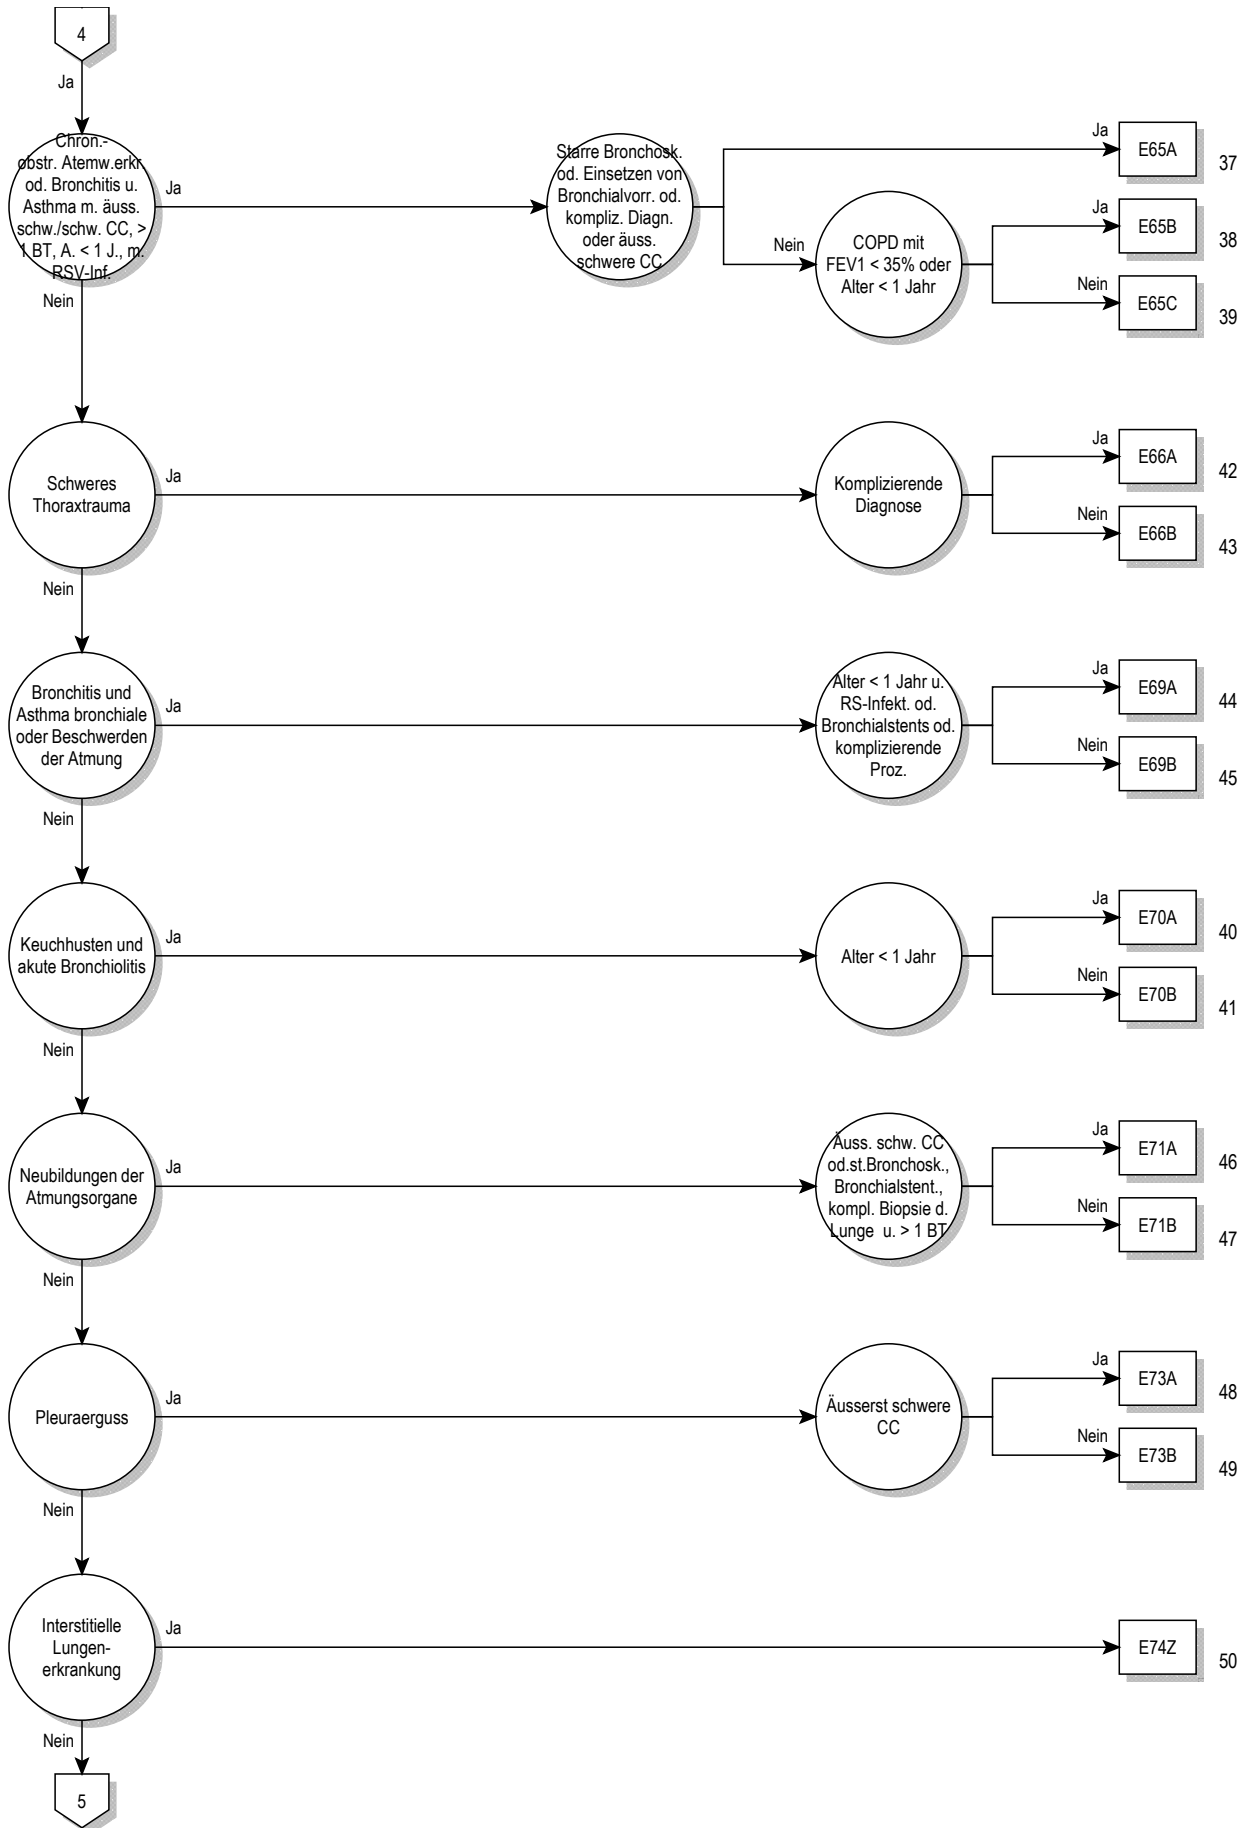 4
Ja
Chron.-
obstr. Atemw.erkr.
od. Bronchitis u.
Asthma m. äuss.
schw./schw. CC, >
1 BT, A. < 1 J., m.
RSV-Inf.
Ja
Starre Bronchosk.
od. Einsetzen von
Bronchialvorr. od.
kompliz. Diagn.
oder äuss.
schwere CC
Ja
E65A
37
Nein
COPD mit
FEV1 < 35% oder
Alter < 1 Jahr
Ja
E65B
38
Nein
E65C
39
Nein
Schweres
Thoraxtrauma
Ja
Komplizierende
Diagnose
Ja
E66A
42
Nein
E66B
43
Nein
Bronchitis und
Asthma bronchiale
oder Beschwerden
der Atmung
Ja
Alter < 1 Jahr u.
RS-Infekt. od.
Bronchialstents od.
komplizierende
Proz.
Ja
E69A
44
Nein
E69B
45
Nein
Keuchhusten und
akute Bronchiolitis
Ja
Alter < 1 Jahr
Ja
E70A
40
Nein
E70B
41
Nein
Neubildungen der
Atmungsorgane
Ja
Äuss. schw. CC
od.st.Bronchosk.,
Bronchialstent.,
kompl. Biopsie d.
Lunge u. > 1 BT
Ja
E71A
46
Nein
E71B
47
Nein
Pleuraerguss
Ja
Äusserst schwere
CC
Ja
E73A
48
Nein
E73B
49
Nein
Interstitielle
Lungen-
erkrankung
Ja
E74Z
50
Nein
5